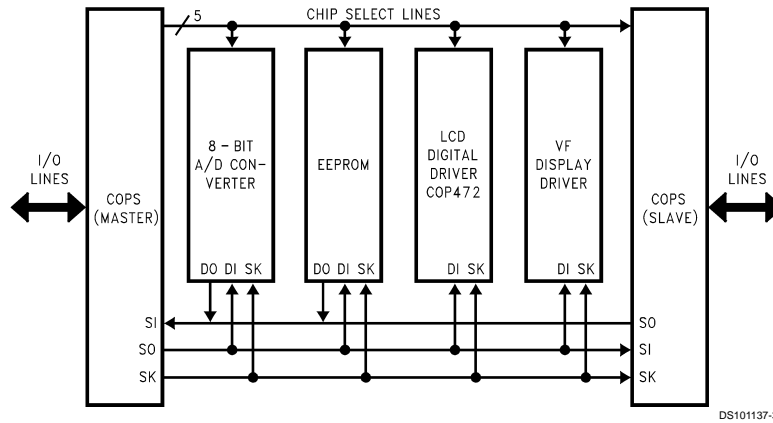 5
CHIP SELECT LINES
I/O
LINES
COPS
(MASTER)
8 – BIT
A/D CON-
VERTER
EEPROM
LCD
DIGITAL
DRIVER
COP472
VF
DISPLAY
DRIVER
COPS
(SLAVE)
I/O
LINES
DO DI SK
DO DI SK
DI SK
DI SK
SI
SO
SO
SI
SK
SK